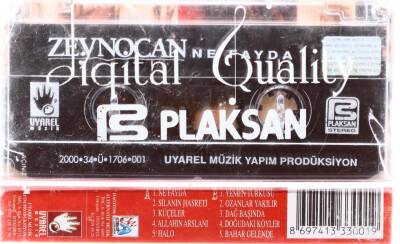 ZEYNOCAN NE FAYDA
digital Quality
UYAREL
müzik
PLAKSAN
PLAKSAN
STEREO
2000•34•Ü•1706•001
UYAREL MÜZİK YAPIM PRODÜKSİYON
UYAREL
A
1. NE FAYDA
2. SILANIN HASRETİ
3. KÜÇELER
4. ALLAHIN ARSLANI
5. HALO
B
1. YEMEN TÜRKÜSÜ
2. OZANLAR YAKILIR
3. DAĞ BAŞINDA
4. DOĞUDAKİ KÖYLER
5. BAHAR GELENDE
8 697413 330019